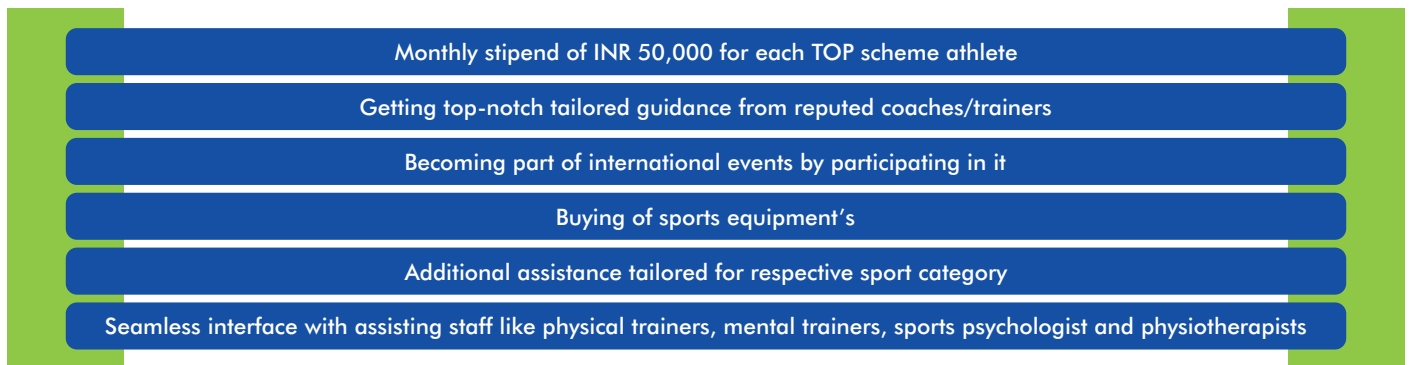 Monthly stipend of INR 50,000 for each TOP scheme athlete
Getting top-notch tailored guidance from reputed coaches/trainers
Becoming part of international events by participating in it
Buying of sports equipment’s
Additional assistance tailored for respective sport category
Seamless interface with assisting staff like physical trainers, mental trainers, sports psychologist and physiotherapists